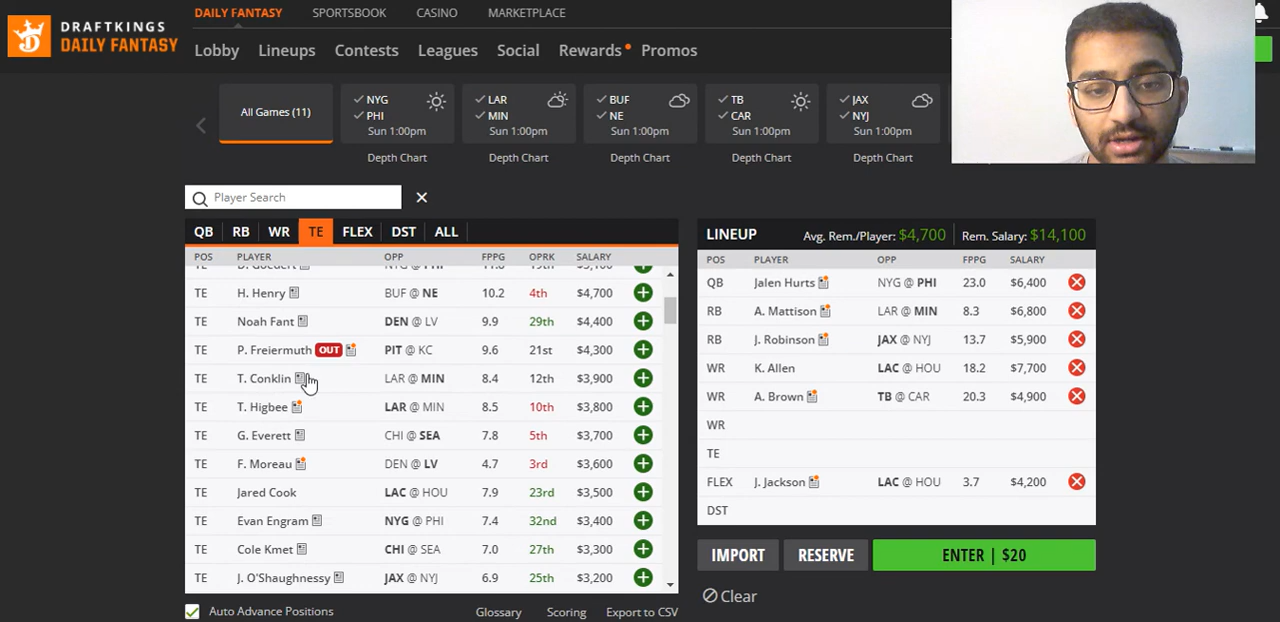 DAILY FANTASY SPORTSBOOK CASINO MARKETPLACE
DRAFTKINGS
DAILY FANTASY
Lobby Lineups Contests Leagues Social Rewards Promos
All Games (11)
NYG
PHI
Sun 1:00pm
LAR
MIN
Sun 1:00pm
BUF
NE
Sun 1:00pm
TB
CAR
Sun 1:00pm
JAX
NYJ
Sun 1:00pm
Depth Chart Depth Chart Depth Chart Depth Chart Depth Chart
Player Search
QB RB WR TE FLEX DST ALL
POS PLAYER OPP FPPG OPRK SALARY
TE H. Henry BUF @ NE 10.2 4th $4,700
TE Noah Fant DEN @ LV 9.9 29th $4,400
TE P. Freiermuth OUT PIT @ KC 9.6 21st $4,300
TE T. Conklin LAR @ MIN 8.4 12th $3,900
TE T. Higbee LAR @ MIN 8.5 10th $3,800
TE G. Everett CHI @ SEA 7.8 5th $3,700
TE F. Moreau DEN @ LV 4.7 3rd $3,600
TE Jared Cook LAC @ HOU 7.9 23rd $3,500
TE Evan Engram NYG @ PHI 7.4 32nd $3,400
TE Cole Kmet CHI @ SEA 7.0 27th $3,300
TE J. O'Shaughnessy JAX @ NYJ 6.9 25th $3,200
Auto Advance Positions Glossary Scoring Export to CSV
LINEUP Avg. Rem./Player: $4,700 Rem. Salary: $14,100
POS PLAYER OPP FPPG SALARY
QB Jalen Hurts NYG @ PHI 23.0 $6,400
RB A. Mattison LAR @ MIN 8.3 $6,800
RB J. Robinson JAX @ NYJ 13.7 $5,900
WR K. Allen LAC @ HOU 18.2 $7,700
WR A. Brown TB @ CAR 20.3 $4,900
WR
TE
FLEX J. Jackson LAC @ HOU 3.7 $4,200
DST
IMPORT RESERVE ENTER | $20
Clear